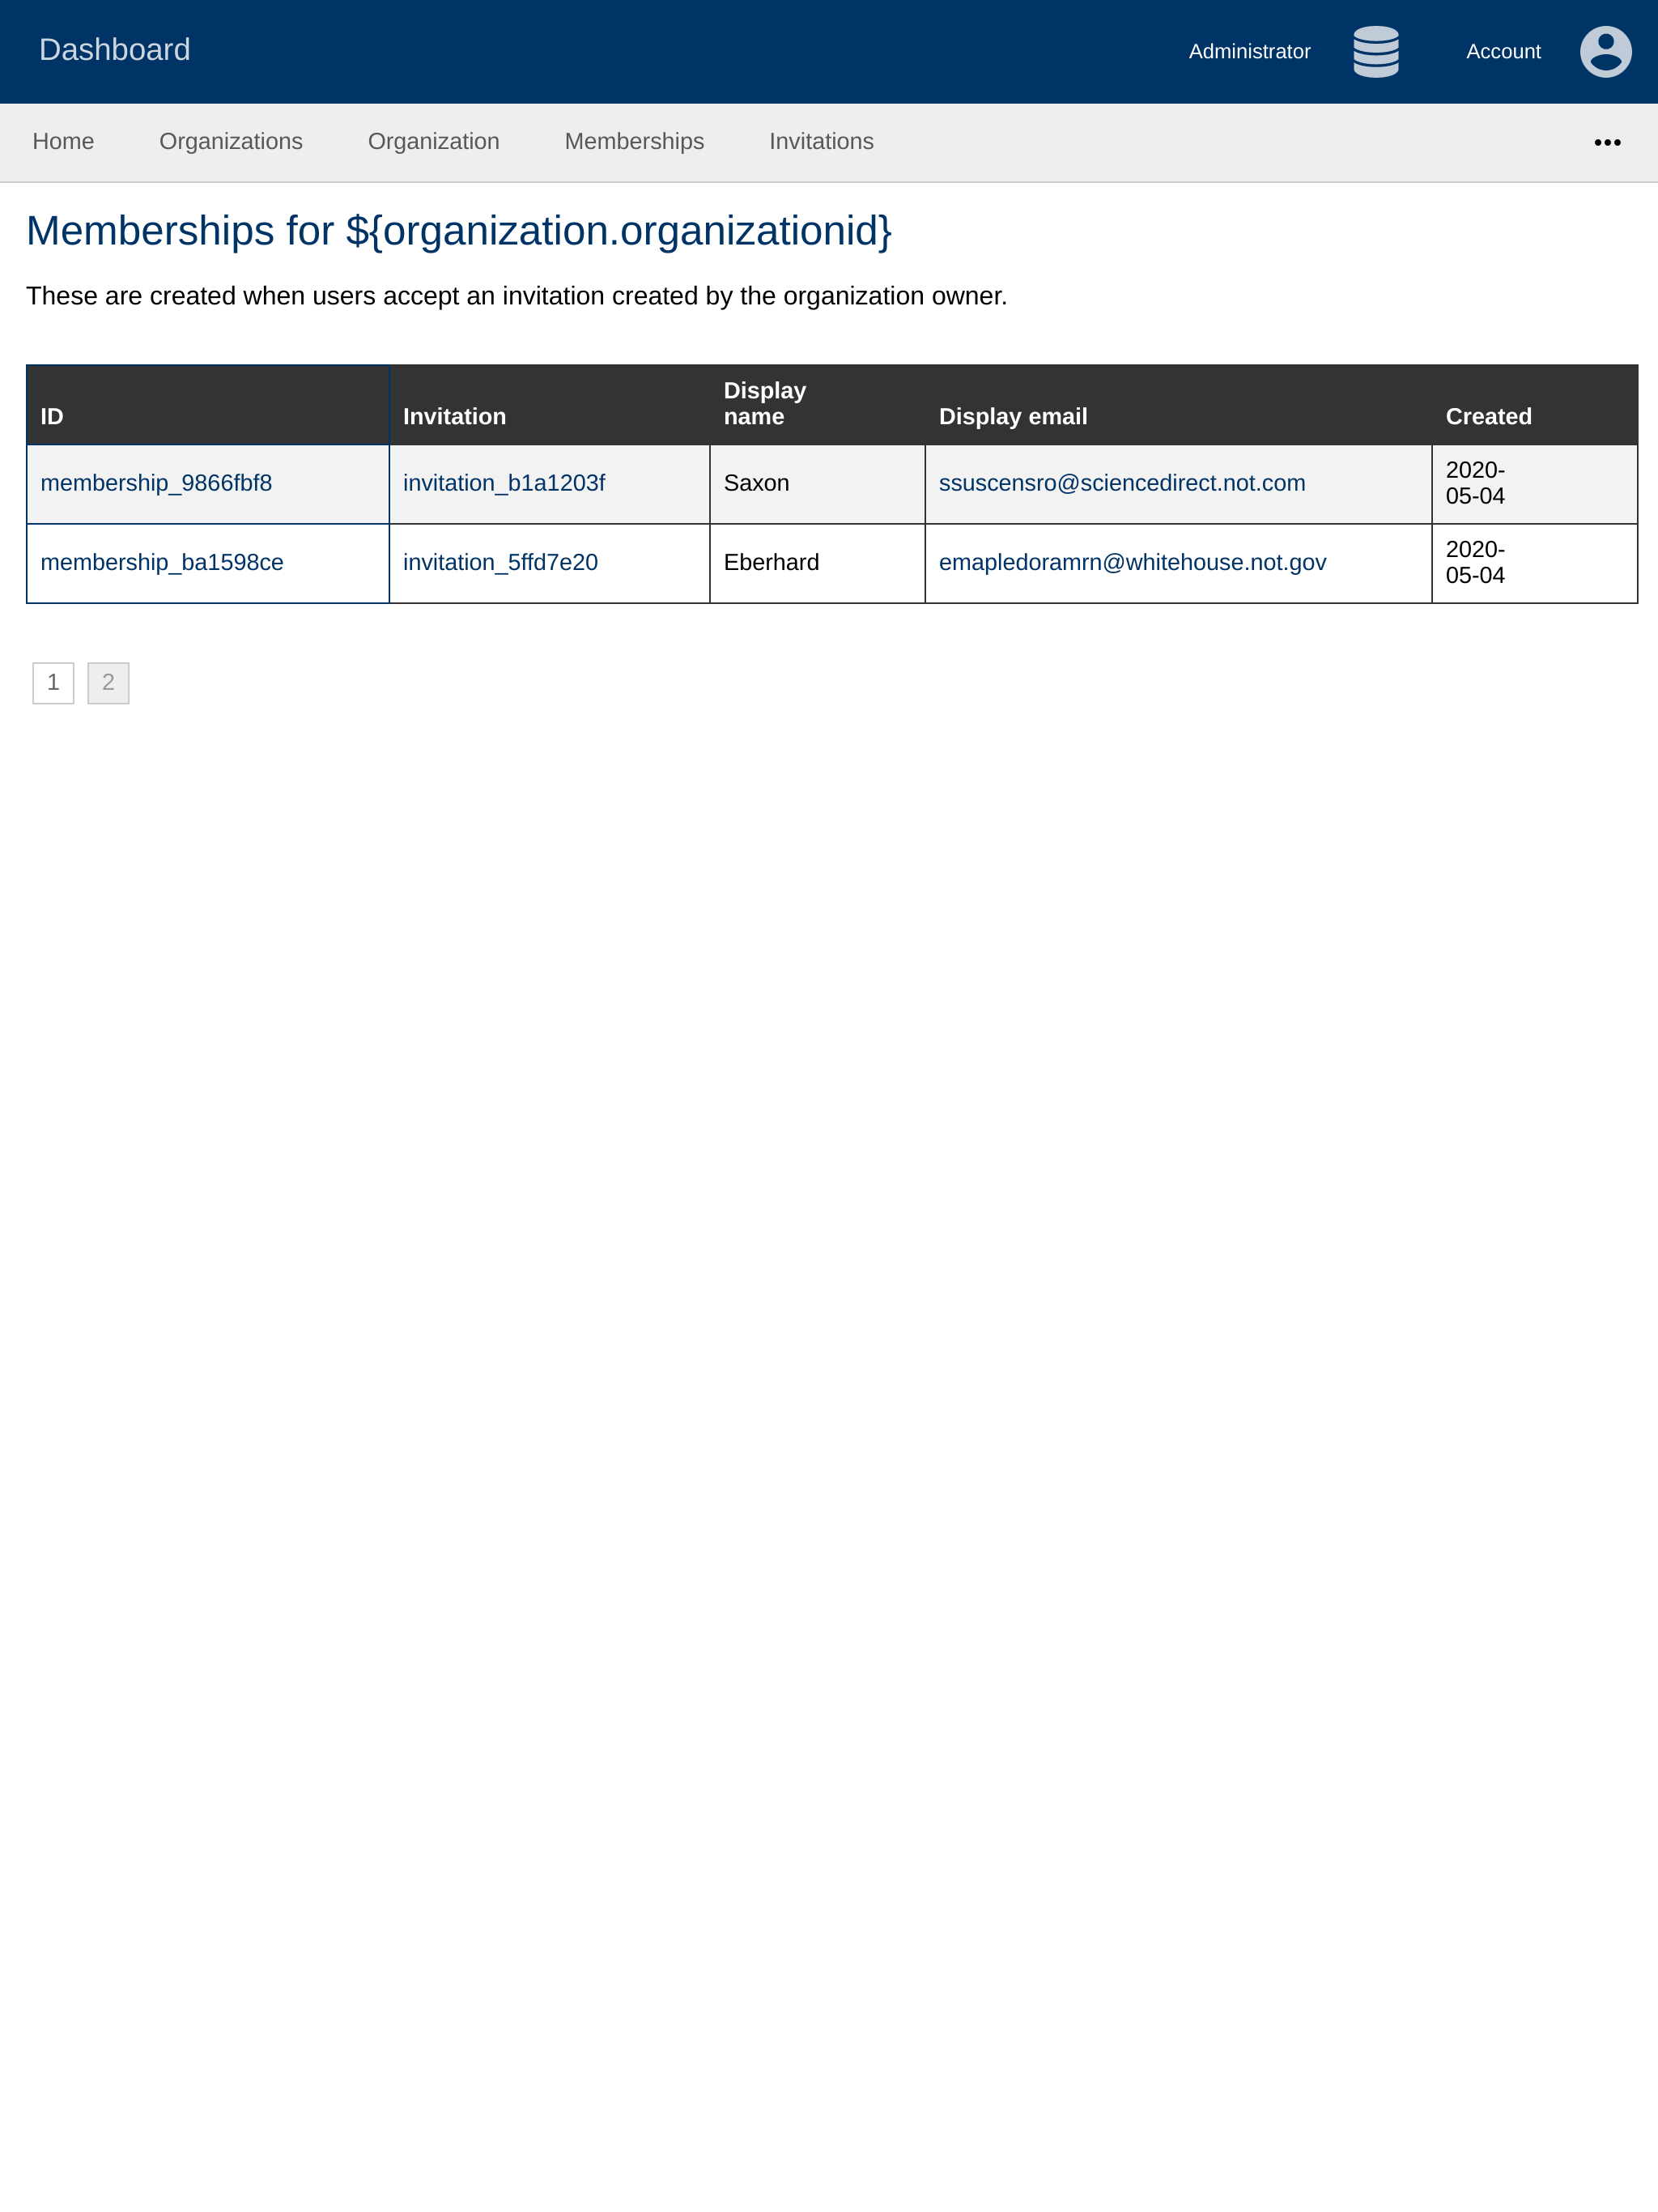 Dashboard
Administrator
Account
Home
Organizations
Organization
Memberships
Invitations
Memberships for ${organization.organizationid}
These are created when users accept an invitation created by the organization owner.
ID
Invitation
Display
name
Display email
Created
membership_9866fbf8
invitation_b1a1203f
Saxon
ssuscensro@sciencedirect.not.com
2020-
05-04
membership_ba1598ce
invitation_5ffd7e20
Eberhard
emapledoramrn@whitehouse.not.gov
2020-
05-04
1
2